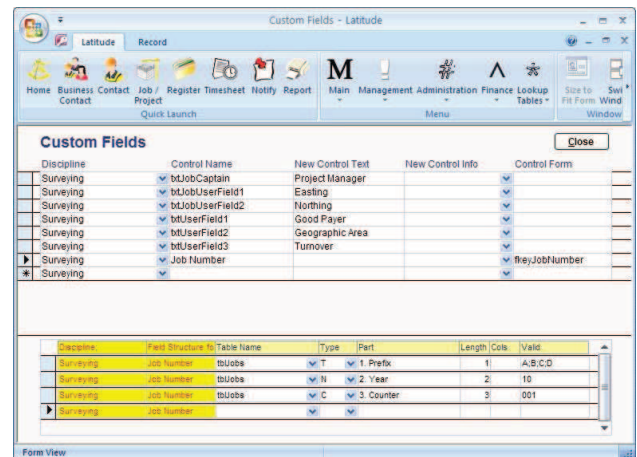 Custom Fields - Latitude
Latitude Record
Home Business Contact Contact Job / Project Register Timesheet Notify Report Main Management Administration Finance Lookup Tables Size to Fit Form Swi Wind
Quick Launch Menu Window
Custom Fields Close
Discipline Control Name New Control Text New Control Info Control Form
Surveying txtJobCaptain Project Manager
Surveying txtJobUserField1 Easting
Surveying txtJobUserField2 Northing
Surveying txtUserField1 Good Payer
Surveying txtUserField2 Geographic Area
Surveying txtUserField3 Turnover
Surveying Job Number fkeyJobNumber
Surveying
Discipline Field Structure fo Table Name Type Part Length Cols Valid
Surveying Job Number tblJobs T 1. Prefix 1 A;B;C;D
Surveying Job Number tblJobs N 2. Year 2 10
Surveying Job Number tblJobs C 3. Counter 3 001
Surveying Job Number
Form View